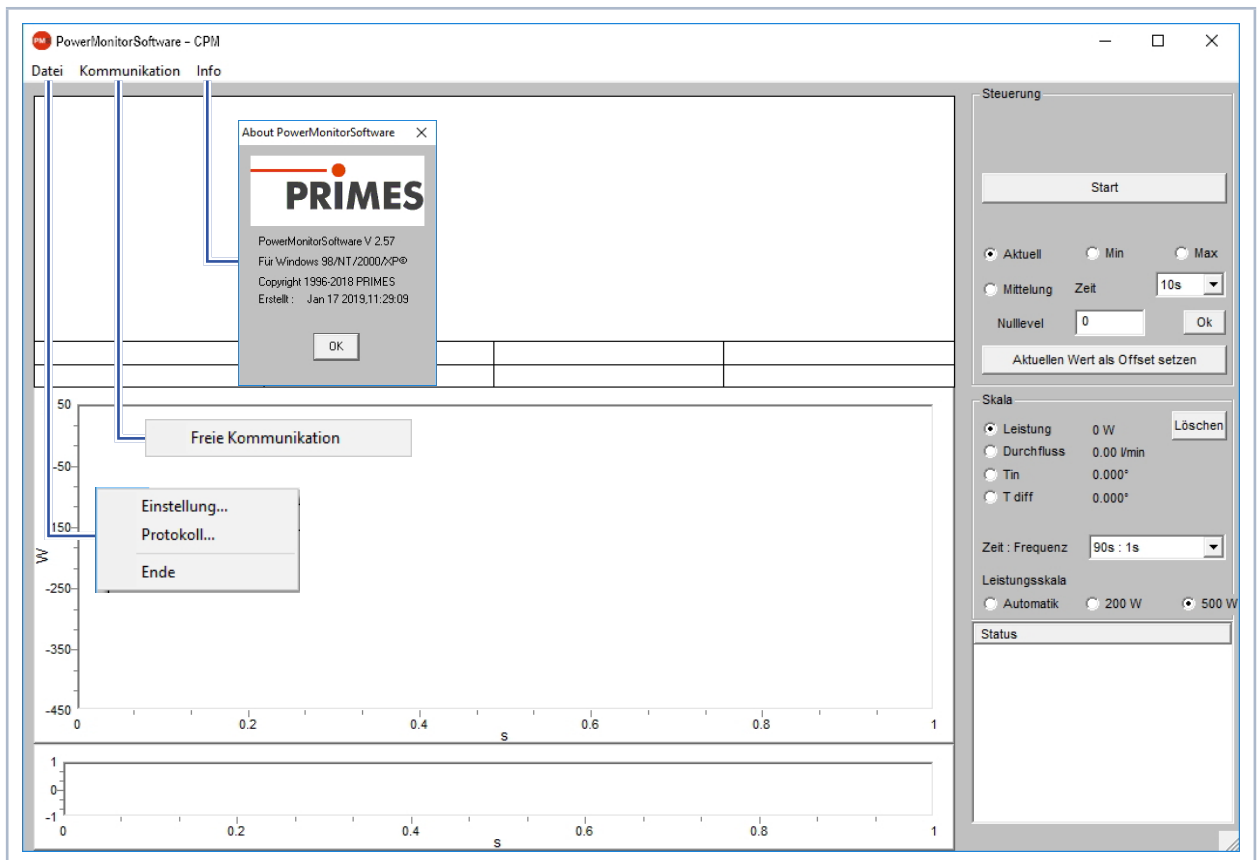 PowerMonitorSoftware - CPM
Datei Kommunikation Info
About PowerMonitorSoftware
PRIMES
PowerMonitorSoftware V 2.57
Für Windows 98/NT/2000/XP©
Copyright 1996-2018 PRIMES
Erstellt : Jan 17 2019,11:29:09
OK
50
-50
150
-250
-350
-450
W
0 0.2 0.4 0.6 0.8 1
s
Freie Kommunikation
Einstellung...
Protokoll...
Ende
1
0
-1
0 0.2 0.4 0.6 0.8 1
s
Steuerung
Start
Aktuell Min Max
Mittelung Zeit 10s
Nulllevel 0 Ok
Aktuellen Wert als Offset setzen
Skala
Löschen
Leistung 0 W
Durchfluss 0.00 l/min
Tin 0.000°
T diff 0.000°
Zeit : Frequenz 90s : 1s
Leistungsskala
Automatik 200 W 500 W
Status